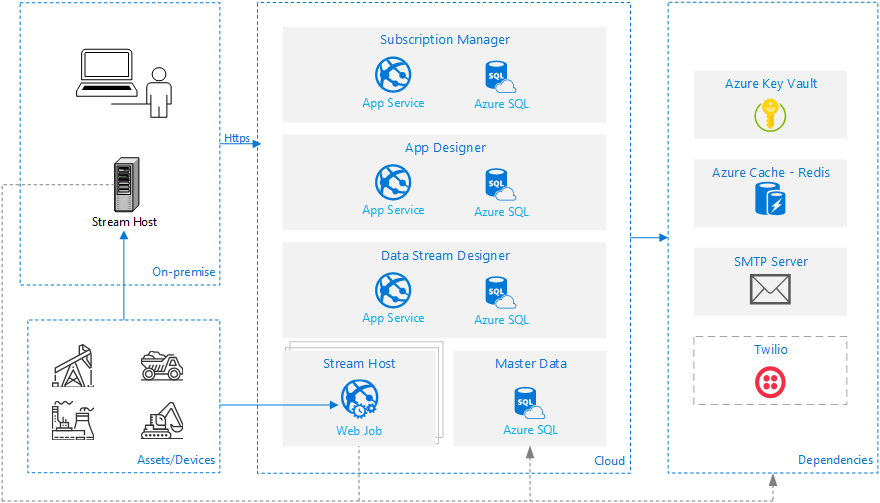 Stream Host
On-premise
Https
Assets/Devices
Subscription Manager
App Service
Azure SQL
App Designer
App Service
Azure SQL
Data Stream Designer
App Service
Azure SQL
Stream Host
Web Job
Master Data
Azure SQL
Cloud
Azure Key Vault
Azure Cache - Redis
SMTP Server
Twilio
Dependencies
SQL
SQL
SQL
SQL